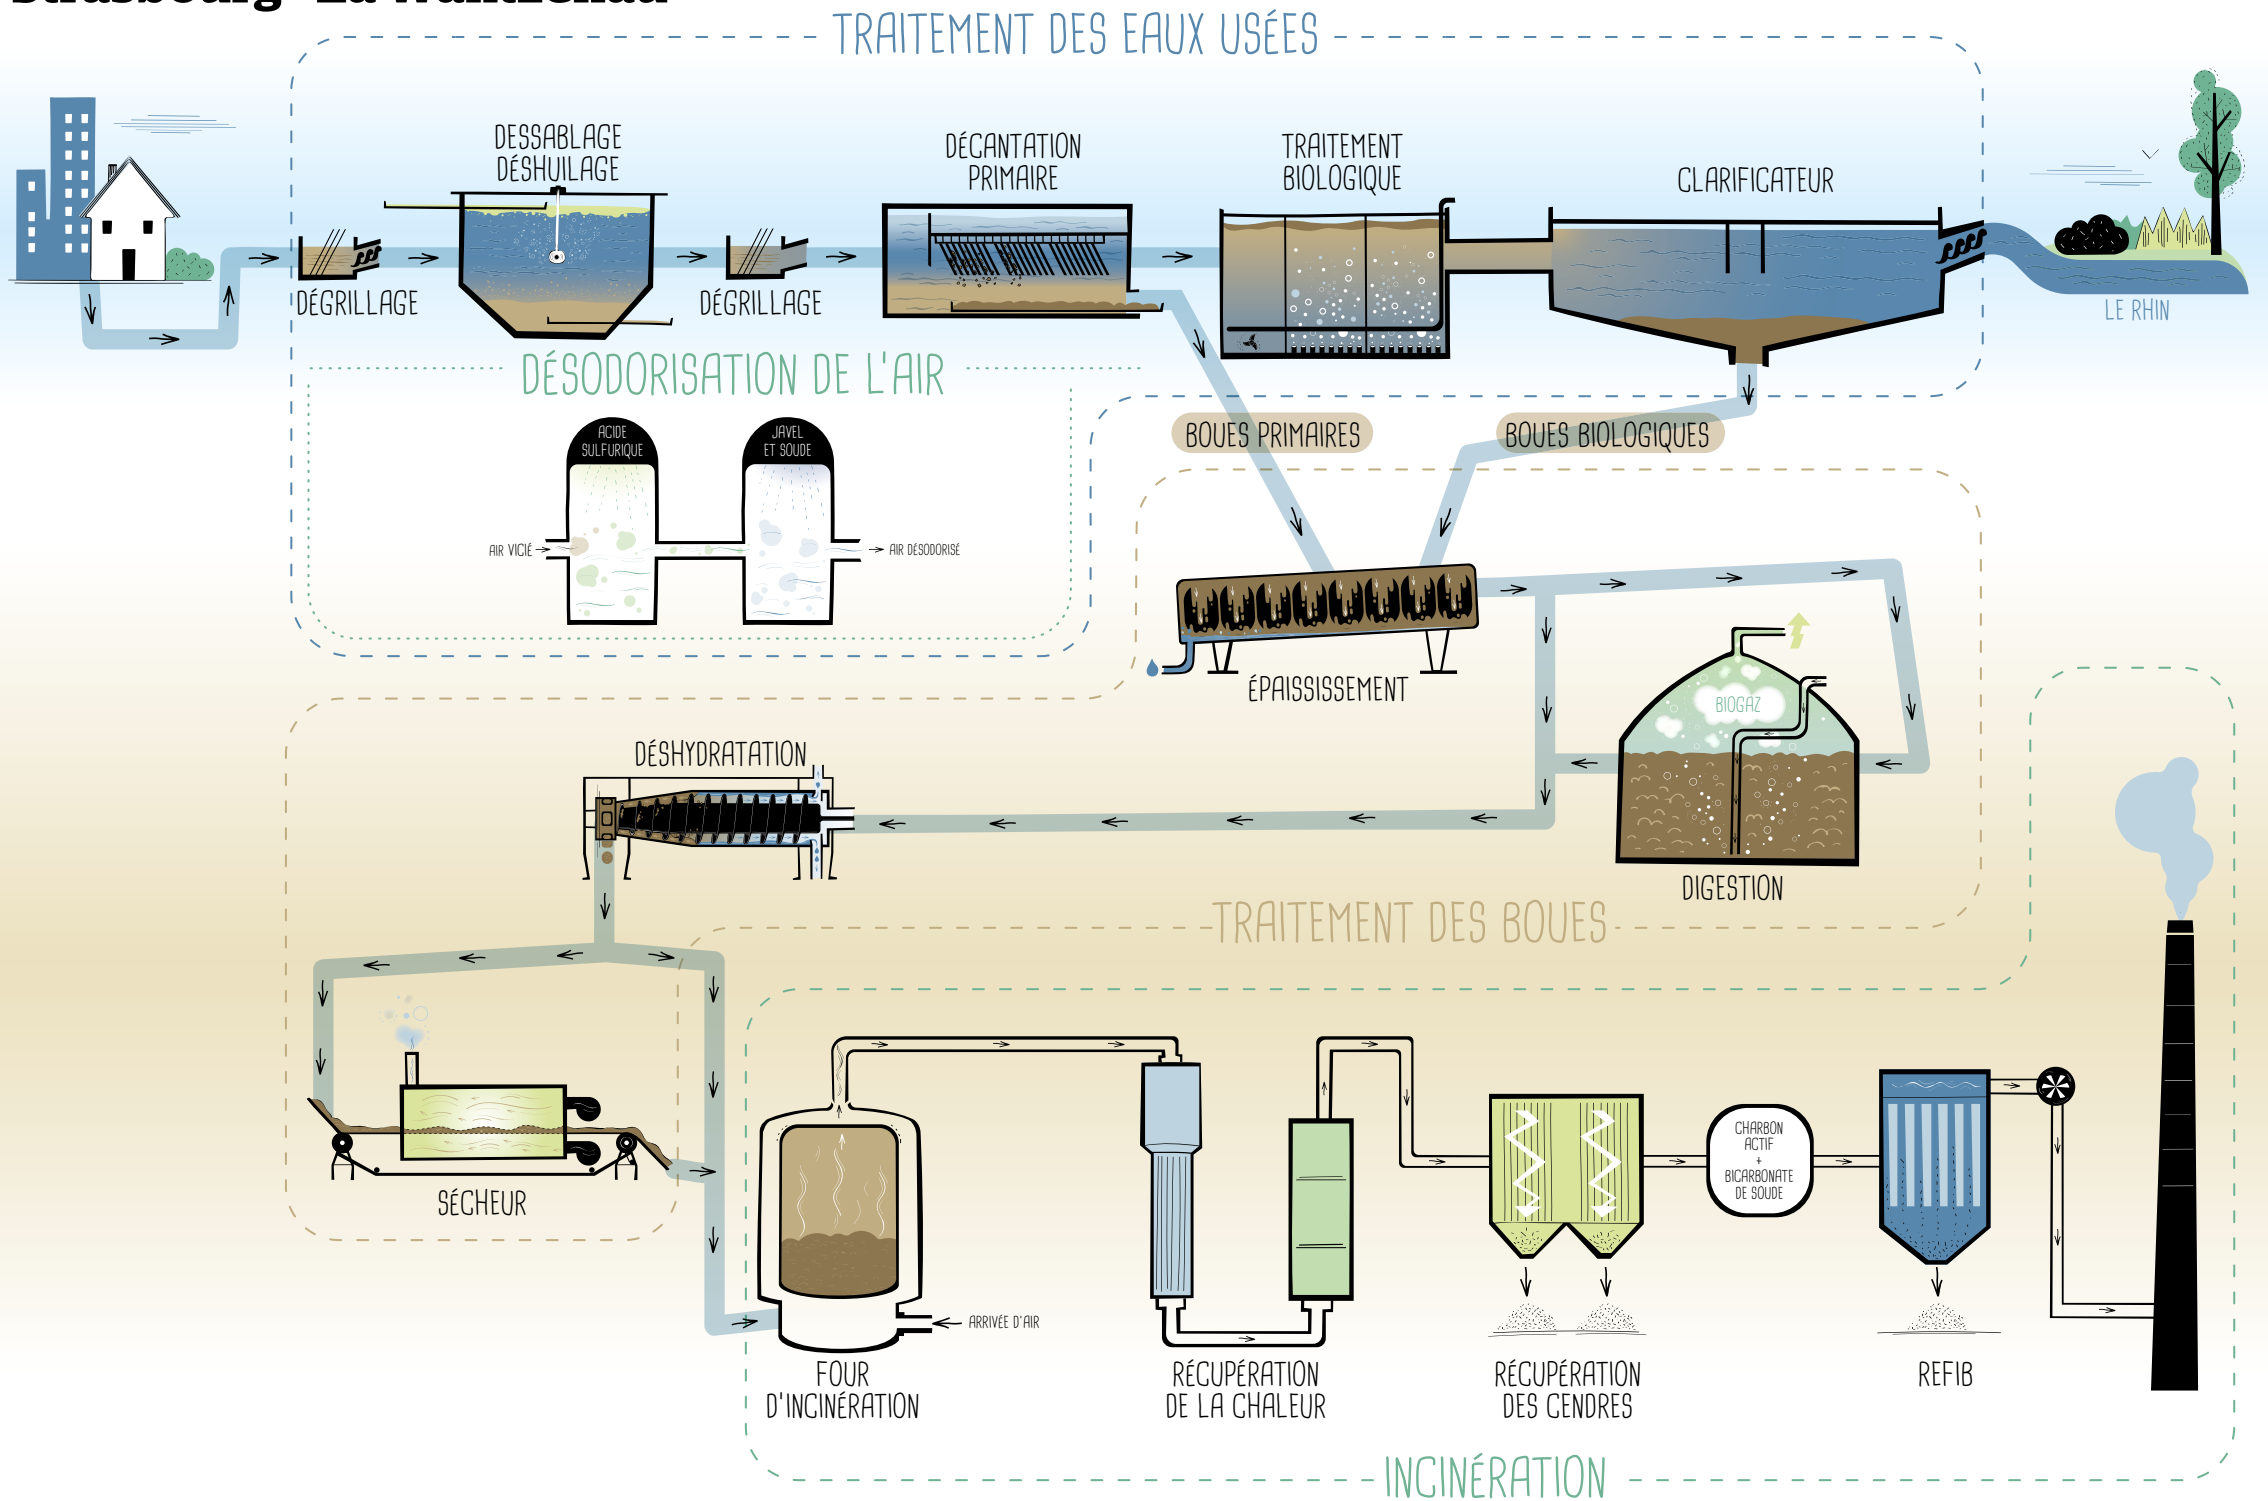 Strasbourg - La Wantzenau
TRAITEMENT DES EAUX USÉES
DESSABLAGE
DÉSHUILAGE
DÉCANTATION
PRIMAIRE
TRAITEMENT
BIOLOGIQUE
CLARIFICATEUR
DÉGRILLAGE
DÉGRILLAGE
LE RHIN
DÉSODORISATION DE L'AIR
ACIDE
SULFURIQUE
JAVEL
ET SOUDE
AIR VICIÉ
AIR DÉSODORISÉ
BOUES PRIMAIRES
BOUES BIOLOGIQUES
ÉPAISSISSEMENT
BIOGAZ
DÉSHYDRATATION
DIGESTION
TRAITEMENT DES BOUES
SÉCHEUR
CHARBON
ACTIF
+
BICARBONATE
DE SOUDE
ARRIVÉE D'AIR
FOUR
D'INCINÉRATION
RÉCUPÉRATION
DE LA CHALEUR
RÉCUPÉRATION
DES CENDRES
REFIB
INCINÉRATION